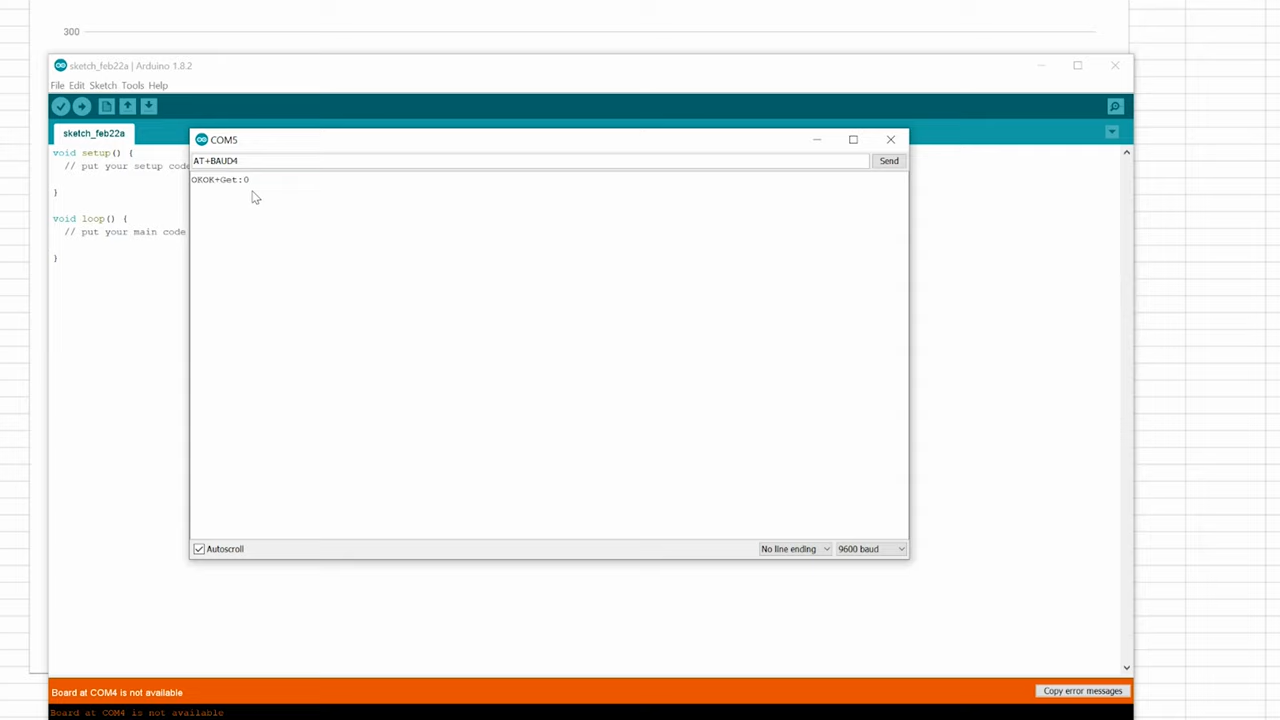 300
sketch_feb22a | Arduino 1.8.2
File Edit Sketch Tools Help
sketch_feb22a
void setup() {
// put your setup code
}
void loop() {
// put your main code
}
COM5
AT+BAUD4
Send
OKOK+Get:0
Autoscroll
No line ending
9600 baud
Board at COM4 is not available
Copy error messages
Board at COM4 is not available